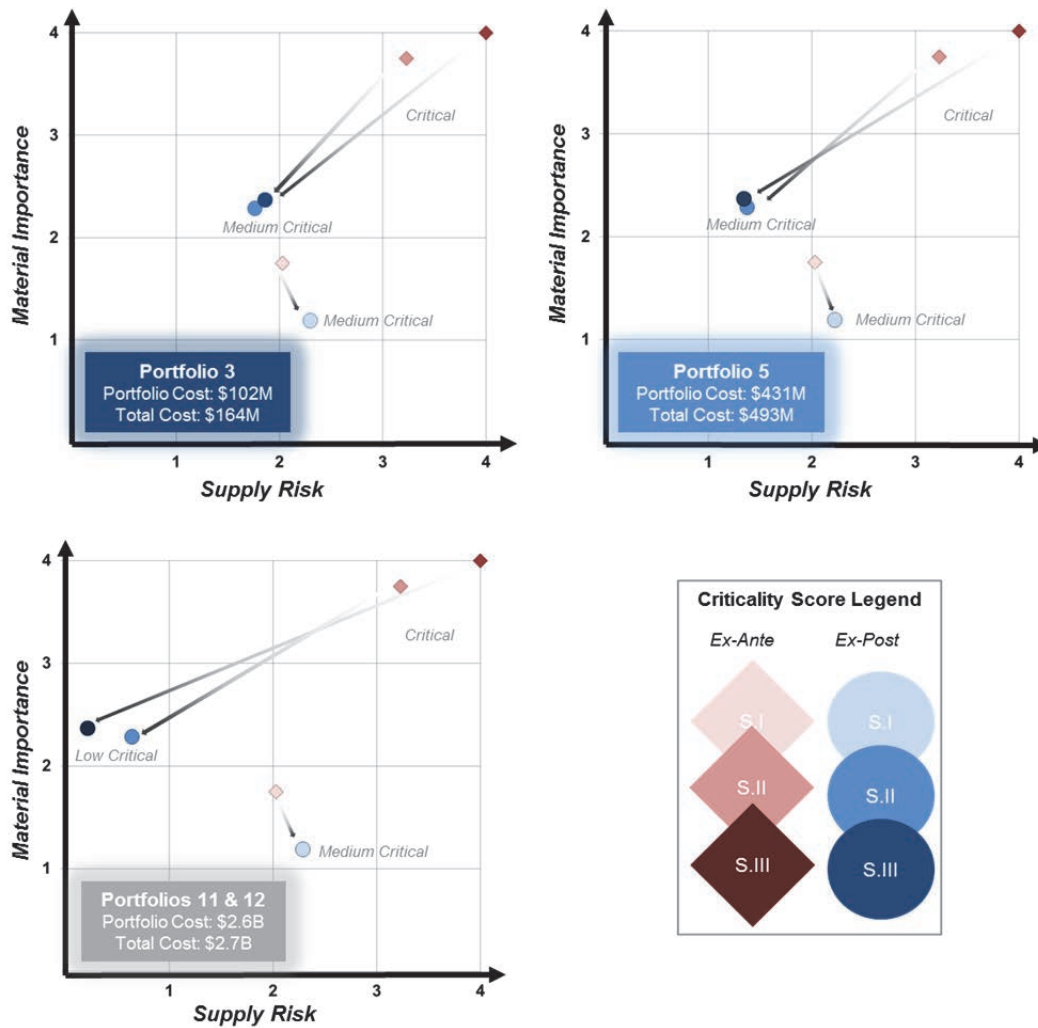 4
3
2
1
Material Importance
Critical
Medium Critical
Medium Critical
Portfolio 3
Portfolio Cost: $102M
Total Cost: $164M
1
2
3
4
Supply Risk
4
3
2
1
Material Importance
Critical
Medium Critical
Medium Critical
Portfolio 5
Portfolio Cost: $431M
Total Cost: $493M
1
2
3
4
Supply Risk
4
3
2
1
Material Importance
Critical
Low Critical
Medium Critical
Portfolios 11 & 12
Portfolio Cost: $2.6B
Total Cost: $2.7B
1
2
3
4
Supply Risk
Criticality Score Legend
Ex-Ante
Ex-Post
S.I
S.I
S.II
S.II
S.III
S.III